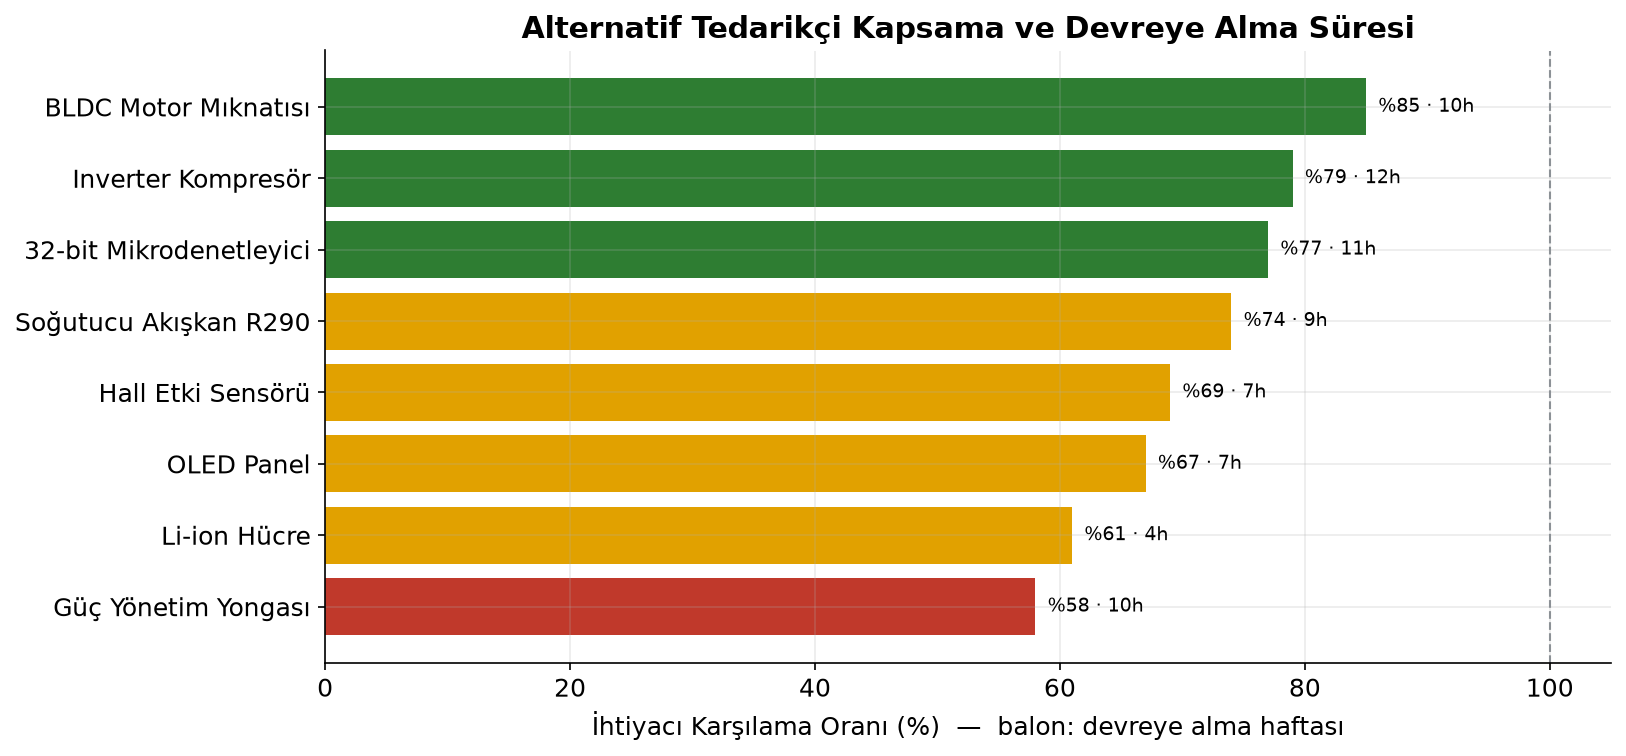 Alternatif Tedarikçi Kapsama ve Devreye Alma Süresi
BLDC Motor Mıknatısı
%85 · 10h
Inverter Kompresör
%79 · 12h
32-bit Mikrodenetleyici
%77 · 11h
Soğutucu Akışkan R290
%74 · 9h
Hall Etki Sensörü
%69 · 7h
OLED Panel
%67 · 7h
Li-ion Hücre
%61 · 4h
Güç Yönetim Yongası
%58 · 10h
0 20 40 60 80 100
İhtiyacı Karşılama Oranı (%) — balon: devreye alma haftası